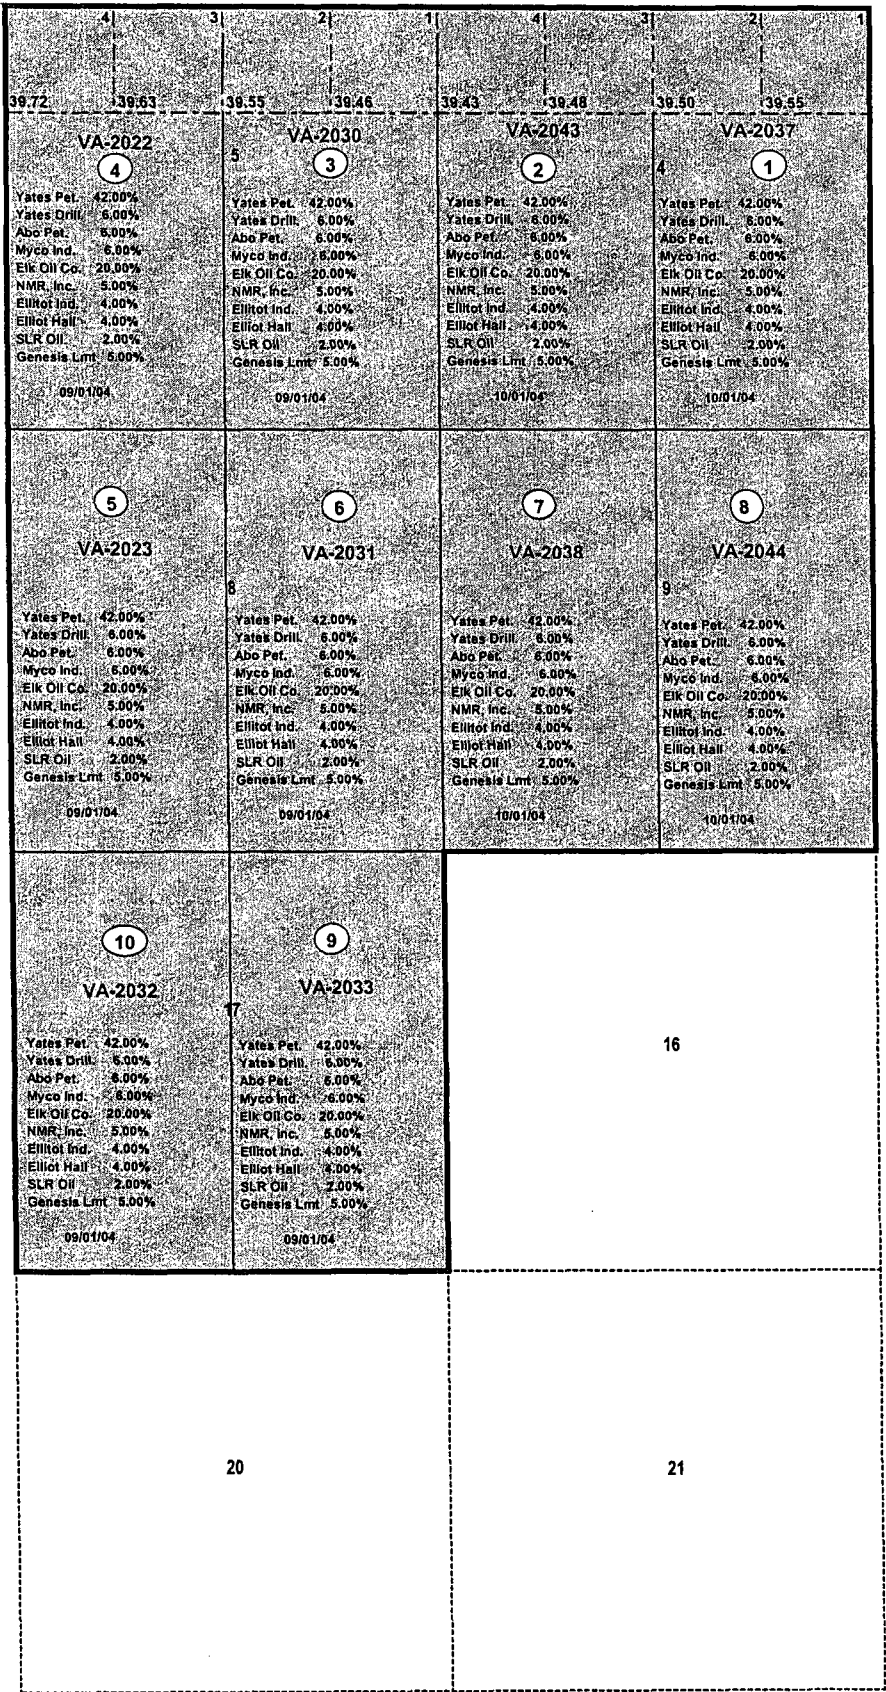 4 3 2 1 4 3 2 1
39.72 39.63 39.55 39.46 39.43 39.48 39.50 39.55
VA-2022
4
Yates Pet. 42.00%
Yates Drill. 6.00%
Abo Pet. 6.00%
Myco Ind. 6.00%
Elk Oil Co. 20.00%
NMR, Inc. 5.00%
Ellitot Ind. 4.00%
Elliot Hall 4.00%
SLR Oil 2.00%
Genesis Lmt 5.00%
09/01/04
5
VA-2030
3
Yates Pet. 42.00%
Yates Drill. 6.00%
Abo Pet. 6.00%
Myco Ind. 6.00%
Elk Oil Co. 20.00%
NMR, Inc. 5.00%
Ellitot Ind. 4.00%
Elliot Hall 4.00%
SLR Oil 2.00%
Genesis Lmt 5.00%
09/01/04
VA-2043
2
Yates Pet. 42.00%
Yates Drill. 6.00%
Abo Pet. 6.00%
Myco Ind. 6.00%
Elk Oil Co. 20.00%
NMR, Inc. 5.00%
Ellitot Ind. 4.00%
Elliot Hall 4.00%
SLR Oil 2.00%
Genesis Lmt 5.00%
10/01/04
4
VA-2037
1
Yates Pet. 42.00%
Yates Drill. 6.00%
Abo Pet. 6.00%
Myco Ind. 6.00%
Elk Oil Co. 20.00%
NMR, Inc. 5.00%
Ellitot Ind. 4.00%
Elliot Hall 4.00%
SLR Oil 2.00%
Genesis Lmt 5.00%
10/01/04
5
VA-2023
Yates Pet. 42.00%
Yates Drill. 6.00%
Abo Pet. 6.00%
Myco Ind. 6.00%
Elk Oil Co. 20.00%
NMR, Inc. 5.00%
Ellitot Ind. 4.00%
Elliot Hall 4.00%
SLR Oil 2.00%
Genesis Lmt 5.00%
09/01/04
8
6
VA-2031
Yates Pet. 42.00%
Yates Drill. 6.00%
Abo Pet. 6.00%
Myco Ind. 6.00%
Elk Oil Co. 20.00%
NMR, Inc. 5.00%
Ellitot Ind. 4.00%
Elliot Hall 4.00%
SLR Oil 2.00%
Genesis Lmt 5.00%
09/01/04
7
VA-2038
Yates Pet. 42.00%
Yates Drill. 6.00%
Abo Pet. 6.00%
Myco Ind. 6.00%
Elk Oil Co. 20.00%
NMR, Inc. 5.00%
Ellitot Ind. 4.00%
Elliot Hall 4.00%
SLR Oil 2.00%
Genesis Lmt 5.00%
10/01/04
9
8
VA-2044
Yates Pet. 42.00%
Yates Drill. 6.00%
Abo Pet. 6.00%
Myco Ind. 6.00%
Elk Oil Co. 20.00%
NMR, Inc. 5.00%
Ellitot Ind. 4.00%
Elliot Hall 4.00%
SLR Oil 2.00%
Genesis Lmt 5.00%
10/01/04
10
VA-2032
Yates Pet. 42.00%
Yates Drill. 6.00%
Abo Pet. 6.00%
Myco Ind. 6.00%
Elk Oil Co. 20.00%
NMR, Inc. 5.00%
Ellitot Ind. 4.00%
Elliot Hall 4.00%
SLR Oil 2.00%
Genesis Lmt 5.00%
09/01/04
17
9
VA-2033
Yates Pet. 42.00%
Yates Drill. 6.00%
Abo Pet. 6.00%
Myco Ind. 6.00%
Elk Oil Co. 20.00%
NMR, Inc. 5.00%
Ellitot Ind. 4.00%
Elliot Hall 4.00%
SLR Oil 2.00%
Genesis Lmt 5.00%
09/01/04
16
20
21